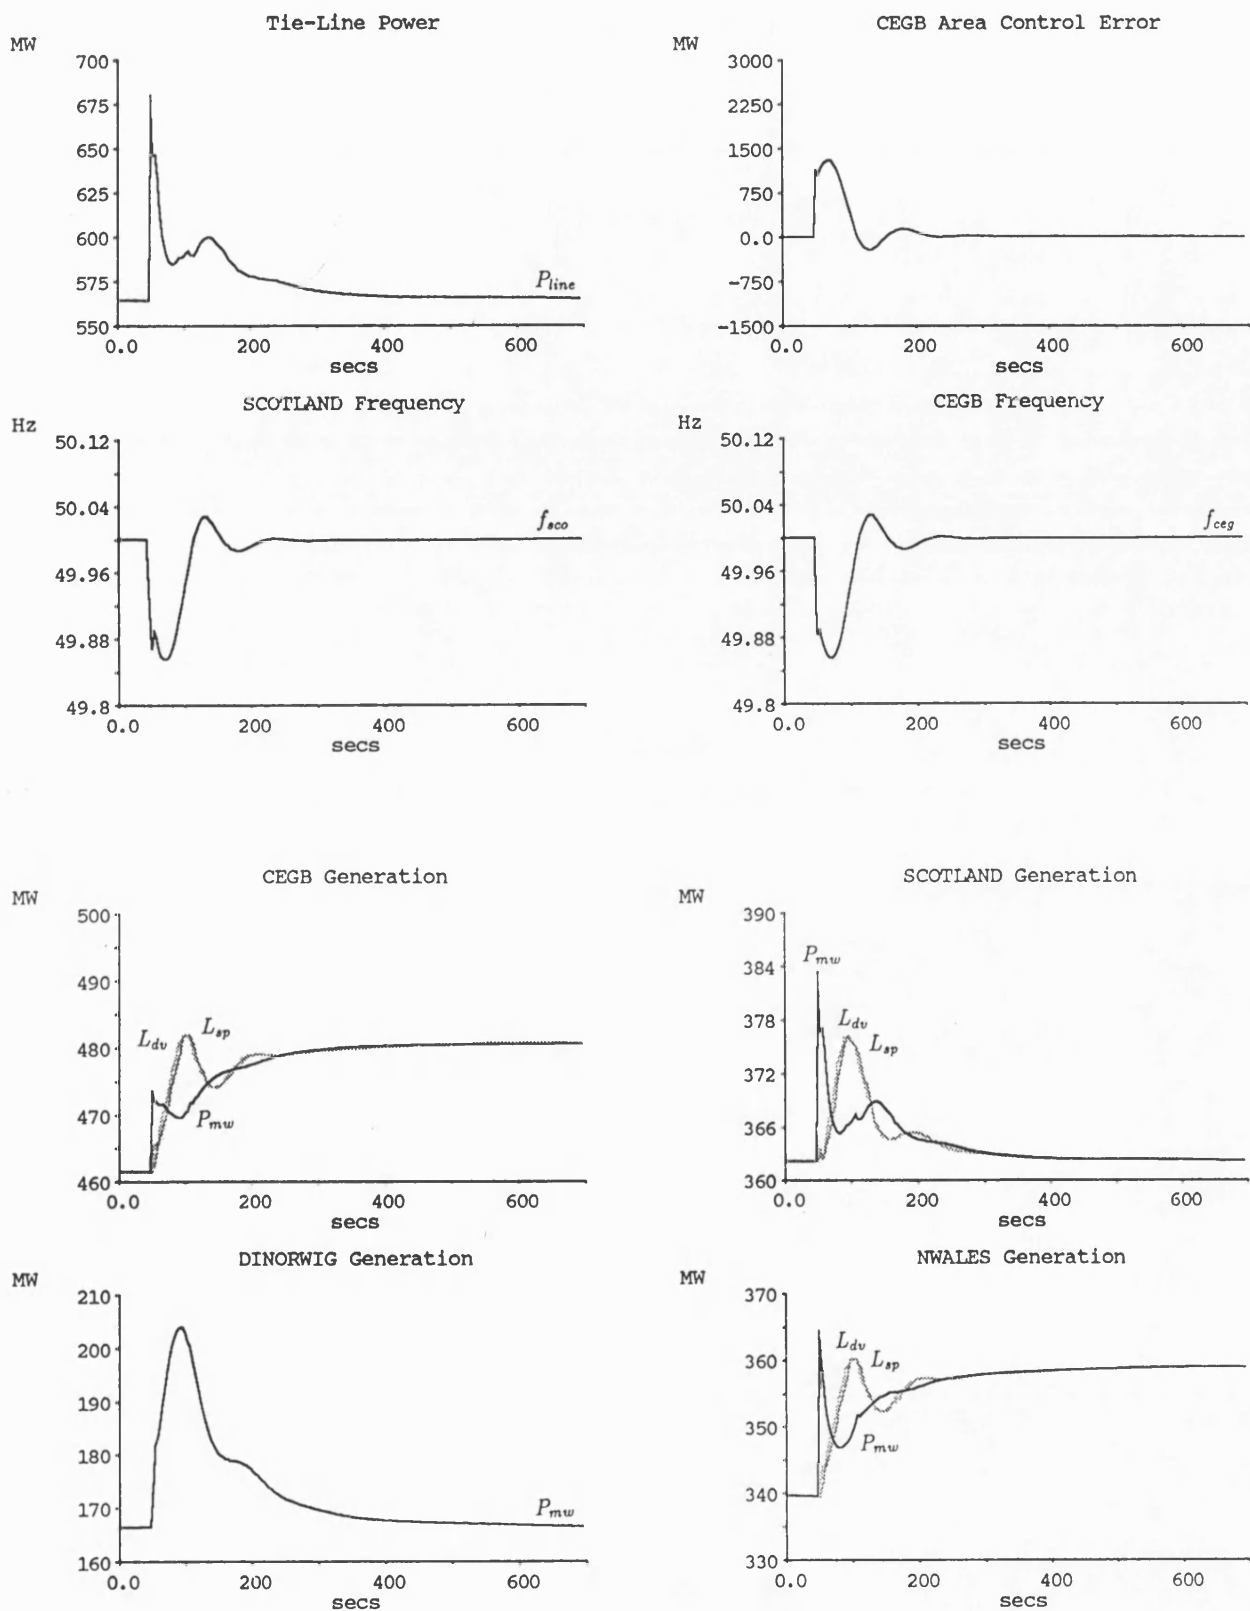 Tie-Line Power
MW
700
675
650
625
600
575
550
P_line
0.0 200 400 600
secs
CEGB Area Control Error
MW
3000
2250
1500
750
0.0
-750
-1500
0.0 200 400 600
secs
SCOTLAND Frequency
Hz
50.12
50.04
49.96
49.88
49.8
f_sco
0.0 200 400 600
secs
CEGB Frequency
Hz
50.12
50.04
49.96
49.88
49.8
f_ceg
0.0 200 400 600
secs
CEGB Generation
MW
500
490
480
470
460
L_dv L_sp
P_mw
0.0 200 400 600
secs
SCOTLAND Generation
MW
390
384
378
372
366
360
P_mw
L_dv
L_sp
0.0 200 400 600
secs
DINORWIG Generation
MW
210
200
190
180
170
160
P_mw
0.0 200 400 600
secs
NWALES Generation
MW
370
360
350
340
330
L_dv
L_sp
P_mw
0.0 200 400 600
secs